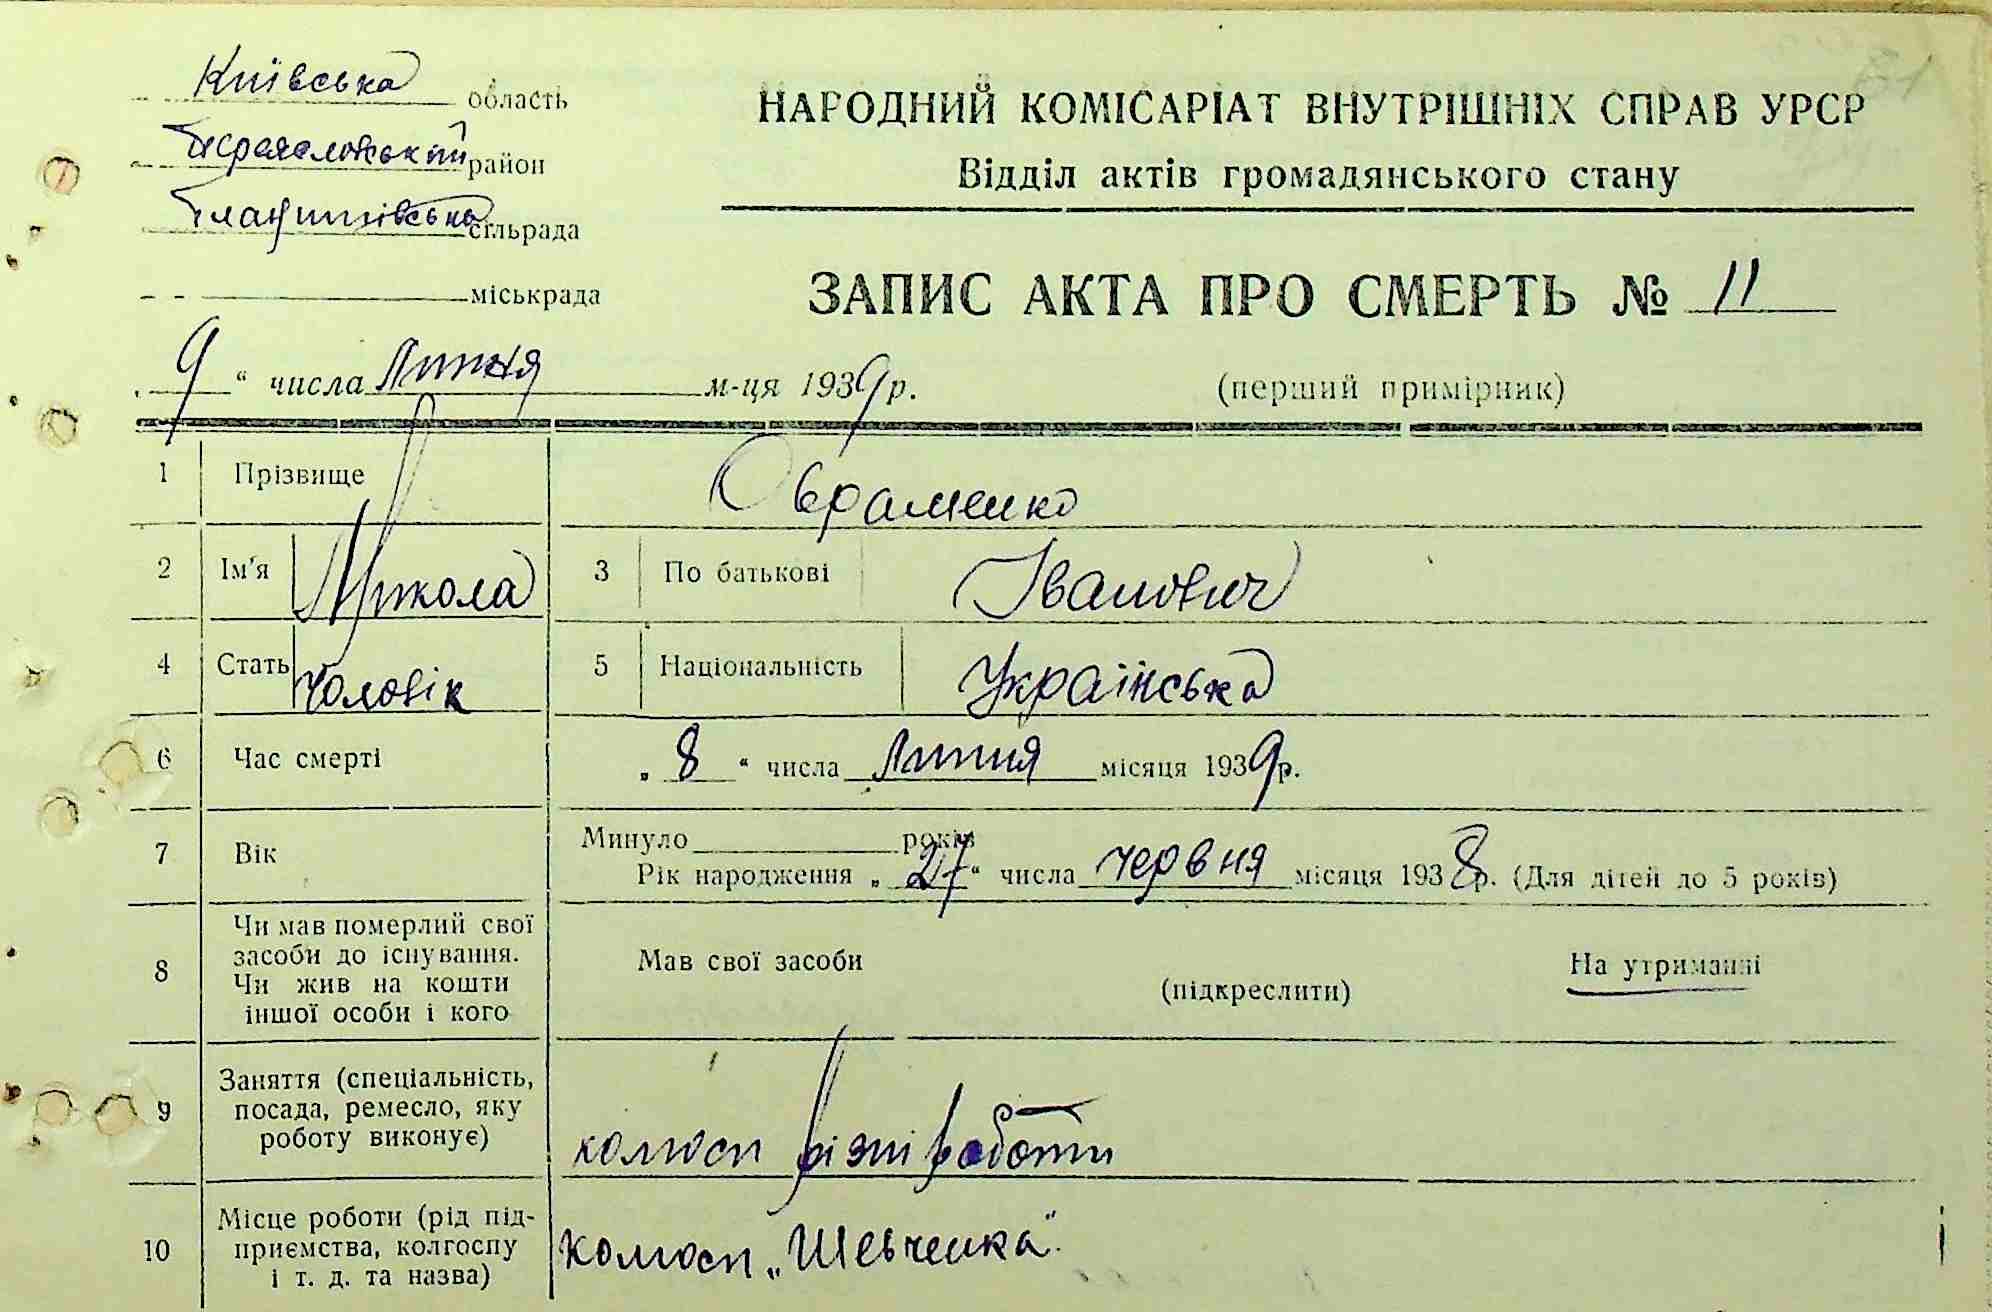 Київська область
Переяславський район
сільрада
міськрада
НАРОДНИЙ КОМІСАРІАТ ВНУТРІШНІХ СПРАВ УРСР
Відділ актів громадянського стану
ЗАПИС АКТА ПРО СМЕРТЬ № 11
„9“ числа липня м-ця 1939 р.
(перший примірник)
1 Прізвище Овраменко
2 Ім'я Микола 3 По батькові Іванович
4 Стать чоловік 5 Національність Українська
6 Час смерті „8“ числа липня місяця 1939 р.
7 Вік Минуло років
Рік народження „27“ числа червня місяця 1938 р. (Для дітей до 5 років)
8 Чи мав померлий свої
засоби до існування.
Чи жив на кошти
іншої особи і кого
Мав свої засоби (підкреслити) На утриманні
9 Заняття (спеціальність,
посада, ремесло, яку
роботу виконує)
колгосп різні роботи
10 Місце роботи (рід під-
приємства, колгоспу
і т. д. та назва)
колгосп „Шевченка"